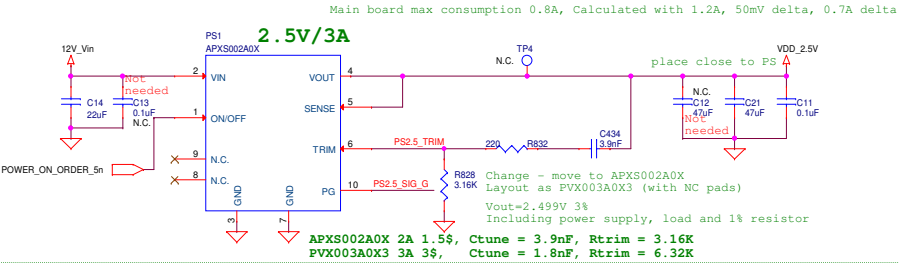 Main board max consumption 0.8A, Calculated with 1.2A, 50mV delta, 0.7A delta
2.5V/3A
PS1
APXS002A0X
12V_Vin
TP4
N.C.
VDD_2.5V
place close to PS
2 VIN
VOUT 4
Not needed
C14
22uF
C13
0.1uF
N.C.
1 ON/OFF
SENSE 5
N.C.
C12
47uF
Not needed
C21
47uF
C11
0.1uF
TRIM 6
PS2.5_TRIM
220
R832
C434
3.9nF
POWER_ON_ORDER_5n
9 N.C.
8 N.C.
GND
GND
3
7
PG 10
PS2.5_SIG_G
R828
3.16K
Change - move to APXS002A0X
Layout as PVX003A0X3 (with NC pads)
Vout=2.499V 3%
Including power supply, load and 1% resistor
APXS002A0X 2A 1.5$, Ctune = 3.9nF, Rtrim = 3.16K
PVX003A0X3 3A 3$, Ctune = 1.8nF, Rtrim = 6.32K